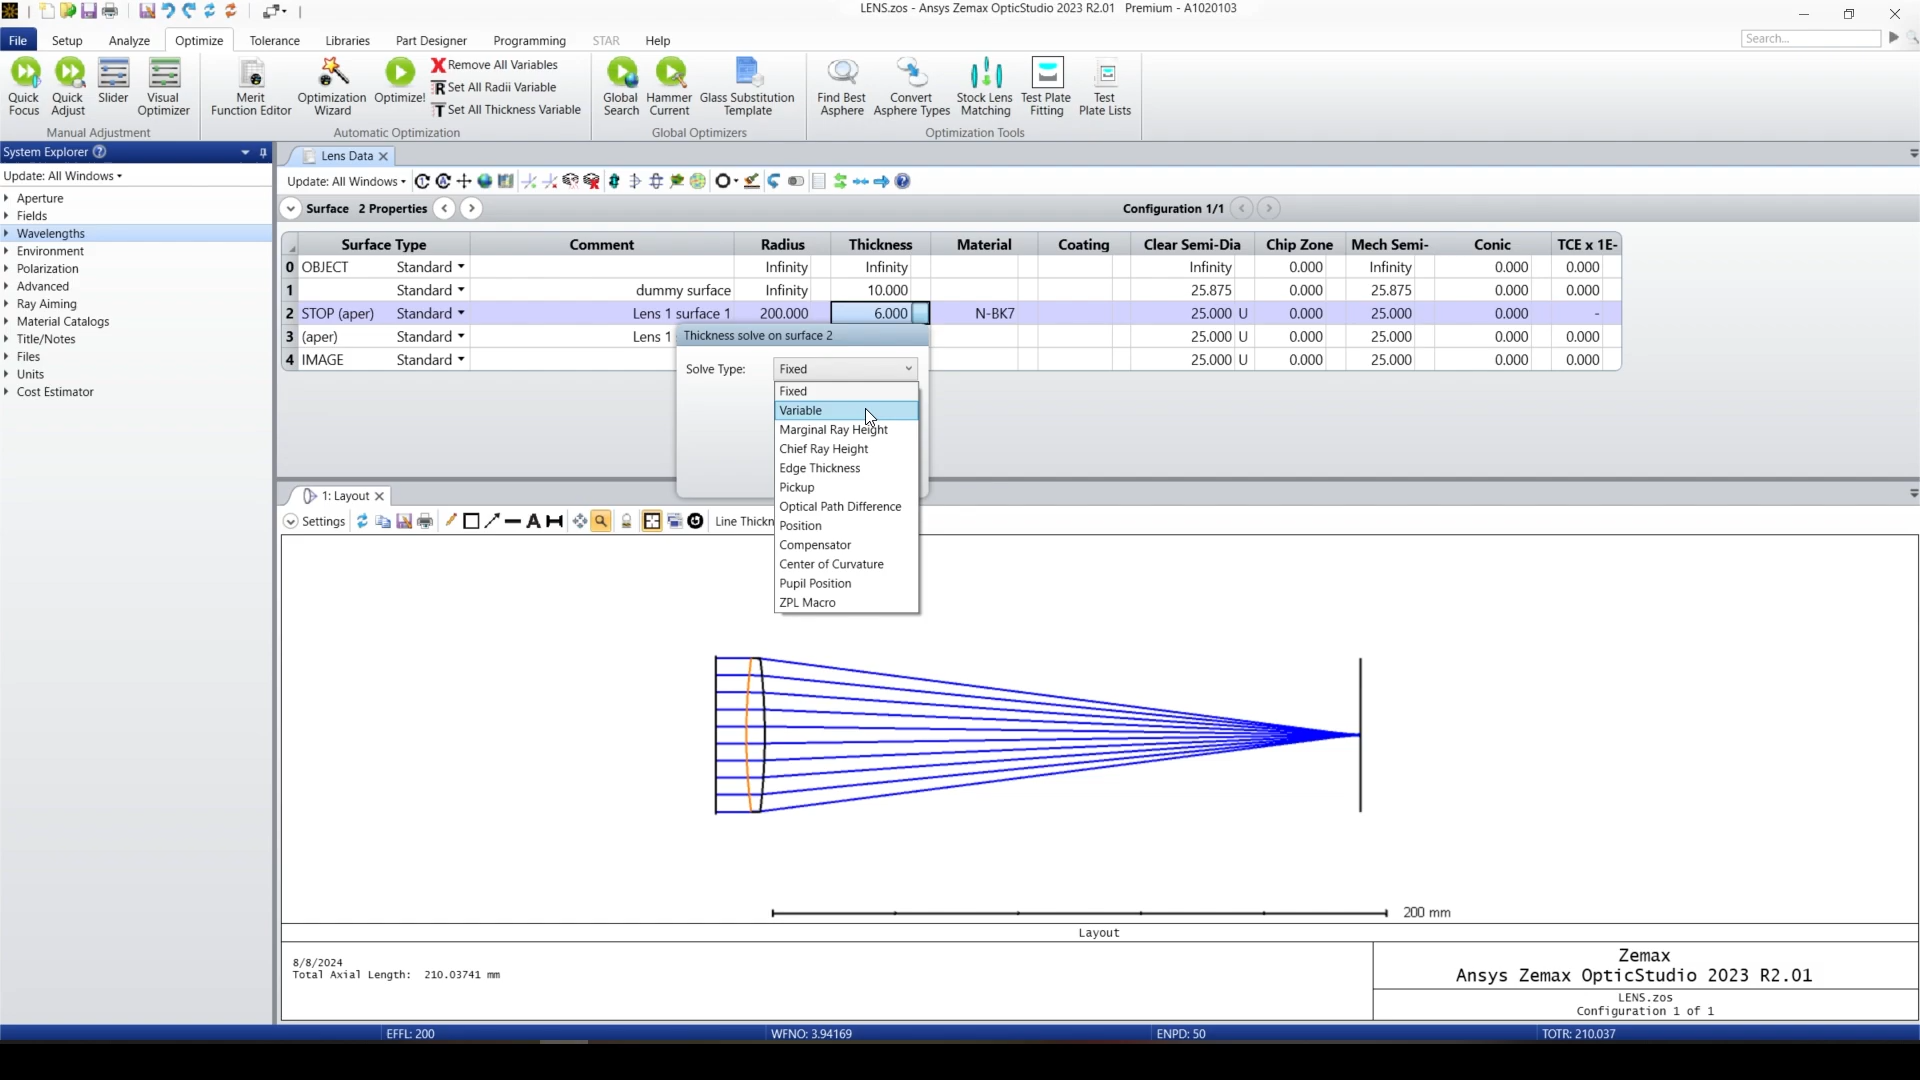 LENS.zos - Ansys Zemax OpticStudio 2023 R2.01 Premium - A1020103
File Setup Analyze Optimize Tolerance Libraries Part Designer Programming STAR Help Search...
Quick Focus
Quick Adjust
Slider
Visual Optimizer
Manual Adjustment
Merit Function Editor
Optimization Wizard
Optimize!
Remove All Variables
Set All Radii Variable
Set All Thickness Variable
Automatic Optimization
Global Search
Hammer Current
Glass Substitution Template
Global Optimizers
Find Best Asphere
Convert Asphere Types
Stock Lens Matching
Test Plate Fitting
Test Plate Lists
Optimization Tools
System Explorer ?
Update: All Windows
Aperture
Fields
Wavelengths
Environment
Polarization
Advanced
Ray Aiming
Material Catalogs
Title/Notes
Files
Units
Cost Estimator
Lens Data
Update: All Windows
Surface 2 Properties Configuration 1/1
Surface Type Comment Radius Thickness Material Coating Clear Semi-Dia Chip Zone Mech Semi- Conic TCE x 1E-
0 OBJECT Standard Infinity Infinity Infinity 0.000 Infinity 0.000 0.000
1 Standard dummy surface Infinity 10.000 25.875 0.000 25.875 0.000 0.000
2 STOP (aper) Standard Lens 1 surface 1 200.000 6.000 N-BK7 25.000 U 0.000 25.000 0.000 -
3 (aper) Standard Lens 1 25.000 U 0.000 25.000 0.000 0.000
4 IMAGE Standard 25.000 U 0.000 25.000 0.000 0.000
Thickness solve on surface 2
Solve Type: Fixed
Fixed
Variable
Marginal Ray Height
Chief Ray Height
Edge Thickness
Pickup
Optical Path Difference
Position
Compensator
Center of Curvature
Pupil Position
ZPL Macro
1: Layout
Settings Line Thickn
200 mm
Layout
8/8/2024
Total Axial Length: 210.03741 mm
Zemax
Ansys Zemax OpticStudio 2023 R2.01
LENS.zos
Configuration 1 of 1
EFFL: 200 WFNO: 3.94169 ENPD: 50 TOTR: 210.037